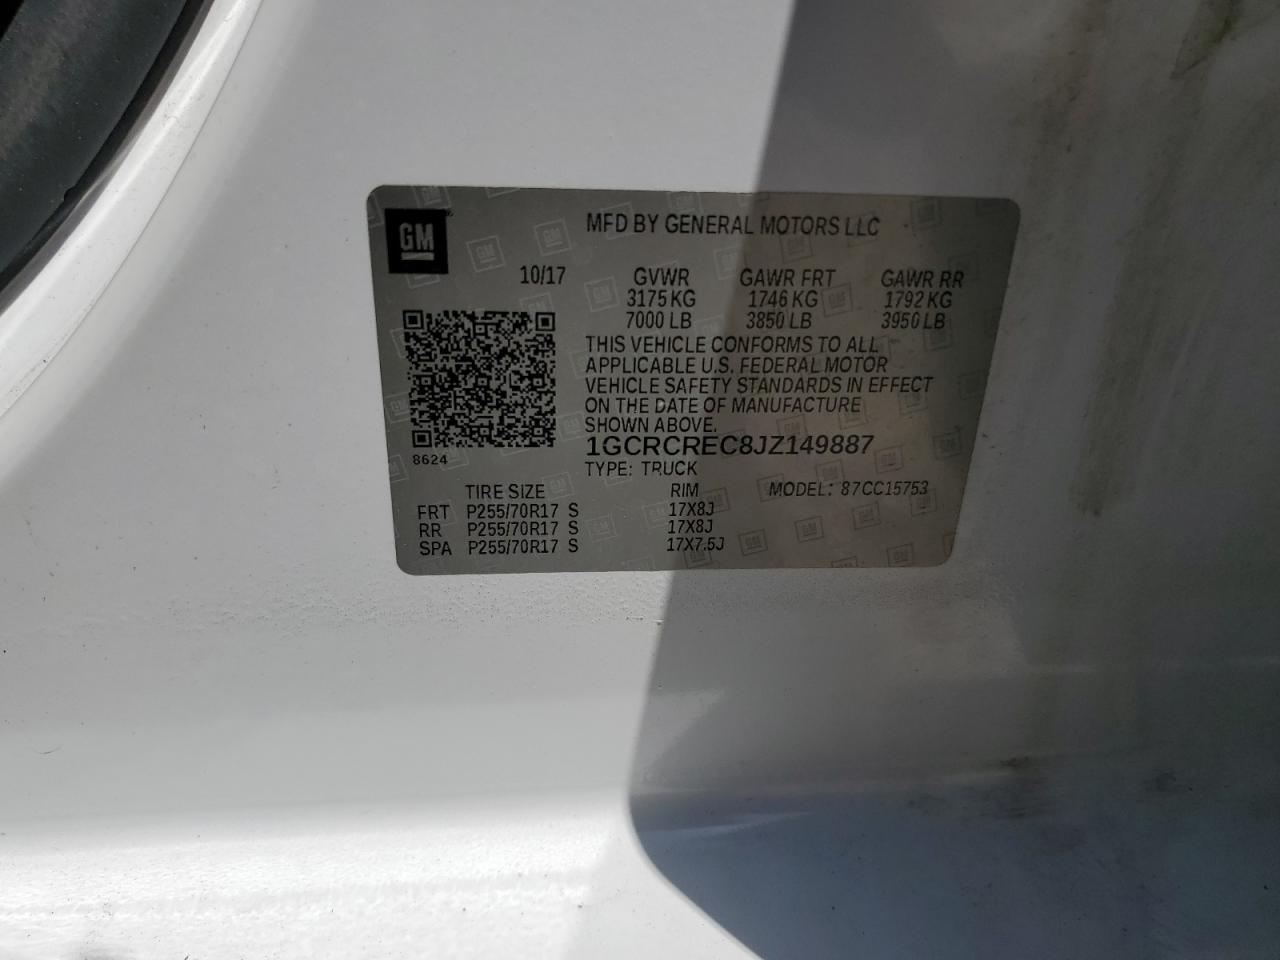 GM
MFD BY GENERAL MOTORS LLC
10/17 GVWR GAWR FRT GAWR RR
3175 KG 1746 KG 1792 KG
7000 LB 3850 LB 3950 LB
THIS VEHICLE CONFORMS TO ALL
APPLICABLE U.S. FEDERAL MOTOR
VEHICLE SAFETY STANDARDS IN EFFECT
ON THE DATE OF MANUFACTURE
SHOWN ABOVE.
1GCRCREC8JZ149887
8624
TYPE: TRUCK
TIRE SIZE RIM MODEL: 87CC15753
FRT P255/70R17 S 17X8J
RR P255/70R17 S 17X8J
SPA P255/70R17 S 17X7.5J